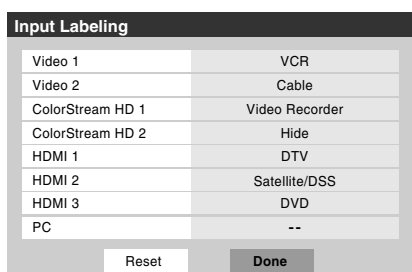 Input Labeling
Video 1 VCR
Video 2 Cable
ColorStream HD 1 Video Recorder
ColorStream HD 2 Hide
HDMI 1 DTV
HDMI 2 Satellite/DSS
HDMI 3 DVD
PC --
Reset Done